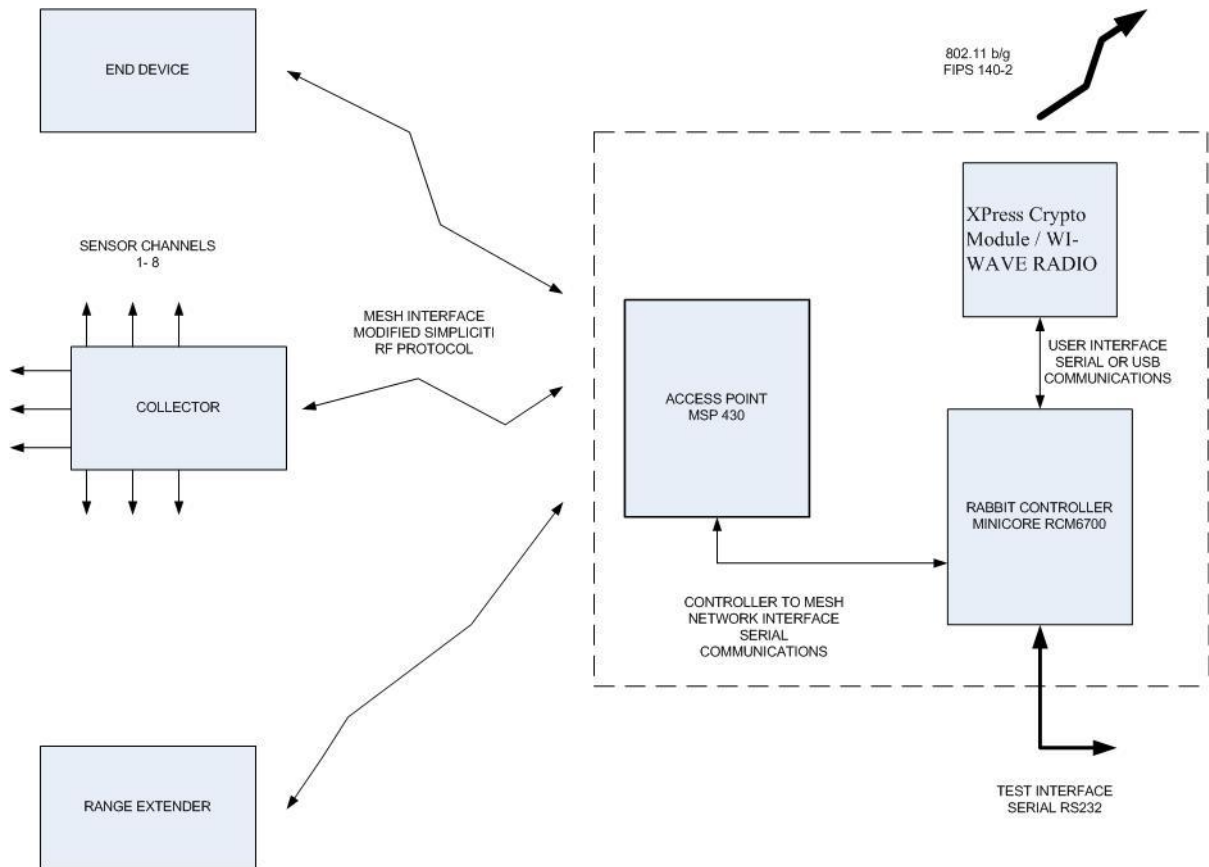 END DEVICE
802.11 b/g
FIPS 140-2
XPress Crypto
Module / WI-
WAVE RADIO
SENSOR CHANNELS
1- 8
MESH INTERFACE
MODIFIED SIMPLICITI
RF PROTOCOL
USER INTERFACE
SERIAL OR USB
COMMUNICATIONS
COLLECTOR
ACCESS POINT
MSP 430
RABBIT CONTROLLER
MINICORE RCM6700
CONTROLLER TO MESH
NETWORK INTERFACE
SERIAL
COMMUNICATIONS
RANGE EXTENDER
TEST INTERFACE
SERIAL RS232